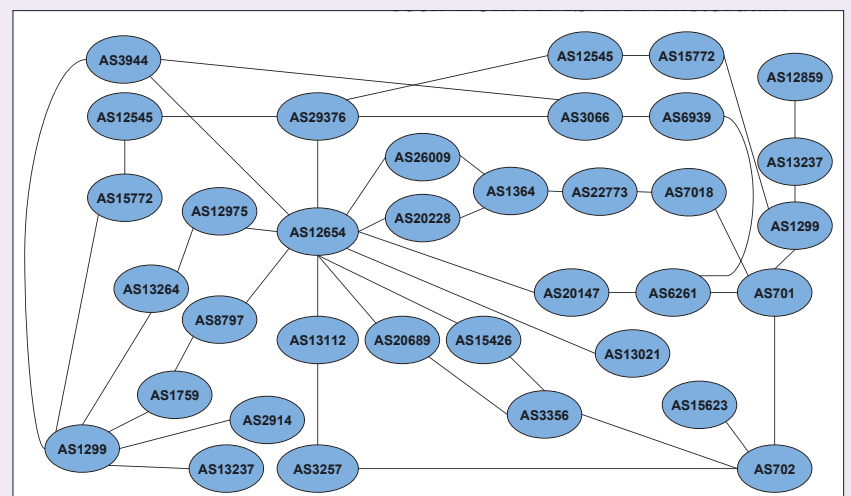 AS3944
AS12545
AS15772
AS12859
AS12545
AS29376
AS3066
AS6939
AS26009
AS13237
AS15772
AS12975
AS1364
AS22773
AS7018
AS20228
AS12654
AS1299
AS13264
AS8797
AS20147
AS6261
AS701
AS13112
AS20689
AS15426
AS13021
AS1759
AS2914
AS3356
AS15623
AS1299
AS13237
AS3257
AS702